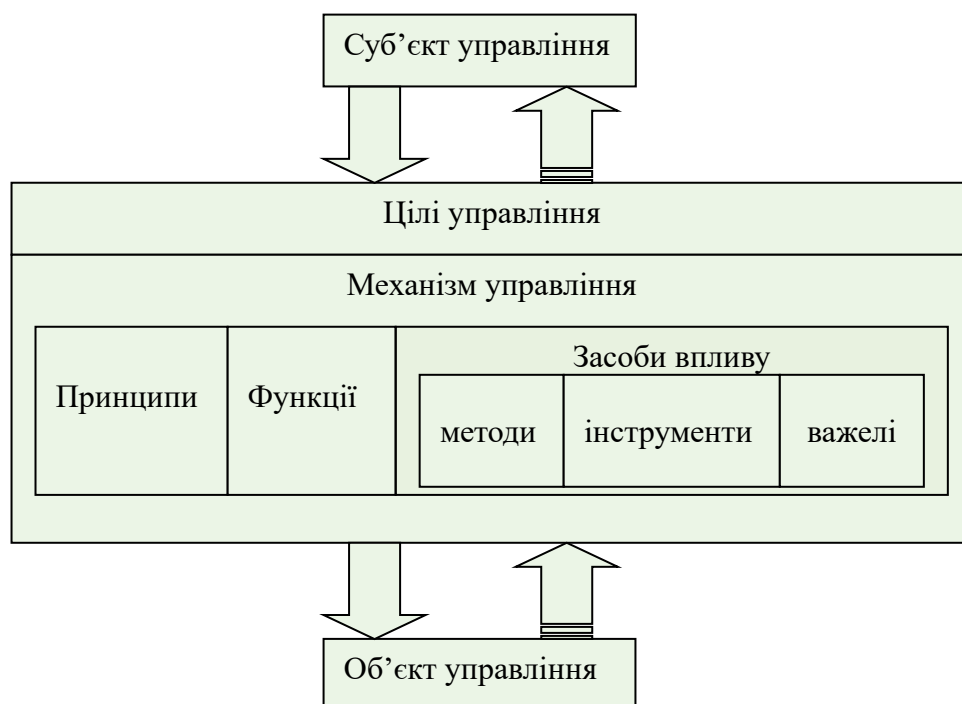 Суб’єкт управління
Цілі управління
Механізм управління
Принципи
Функції
Засоби впливу
методи
інструменти
важелі
Об’єкт управління